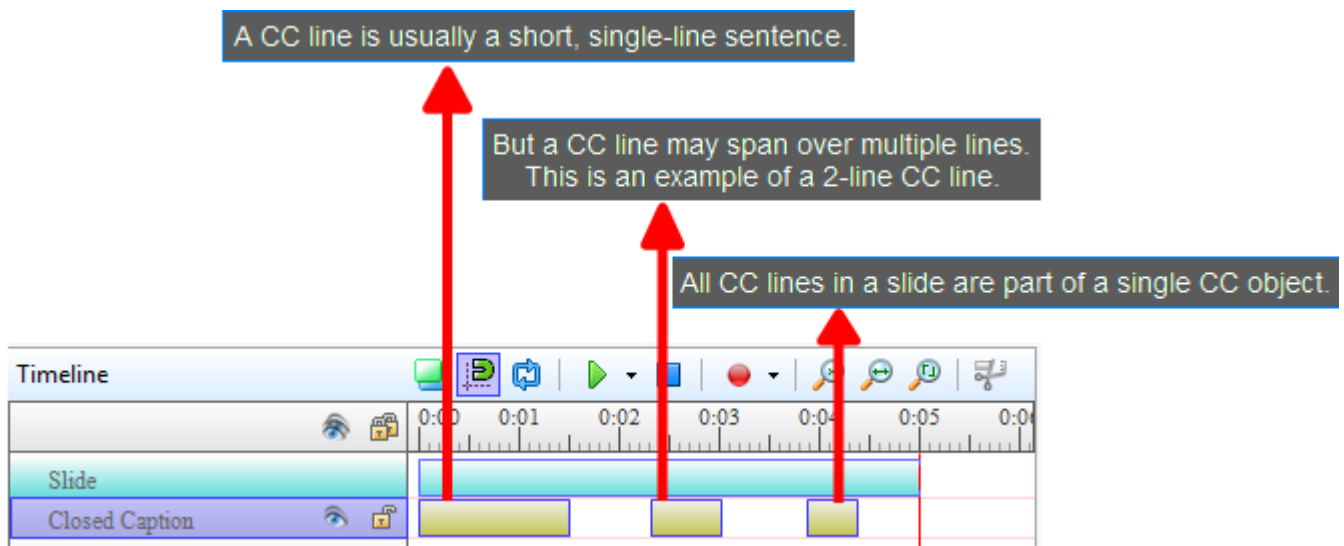 A CC line is usually a short, single-line sentence.
But a CC line may span over multiple lines.
This is an example of a 2-line CC line.
All CC lines in a slide are part of a single CC object.
Timeline
0:00 0:01 0:02 0:03 0:04 0:05 0:06
Slide
Closed Caption